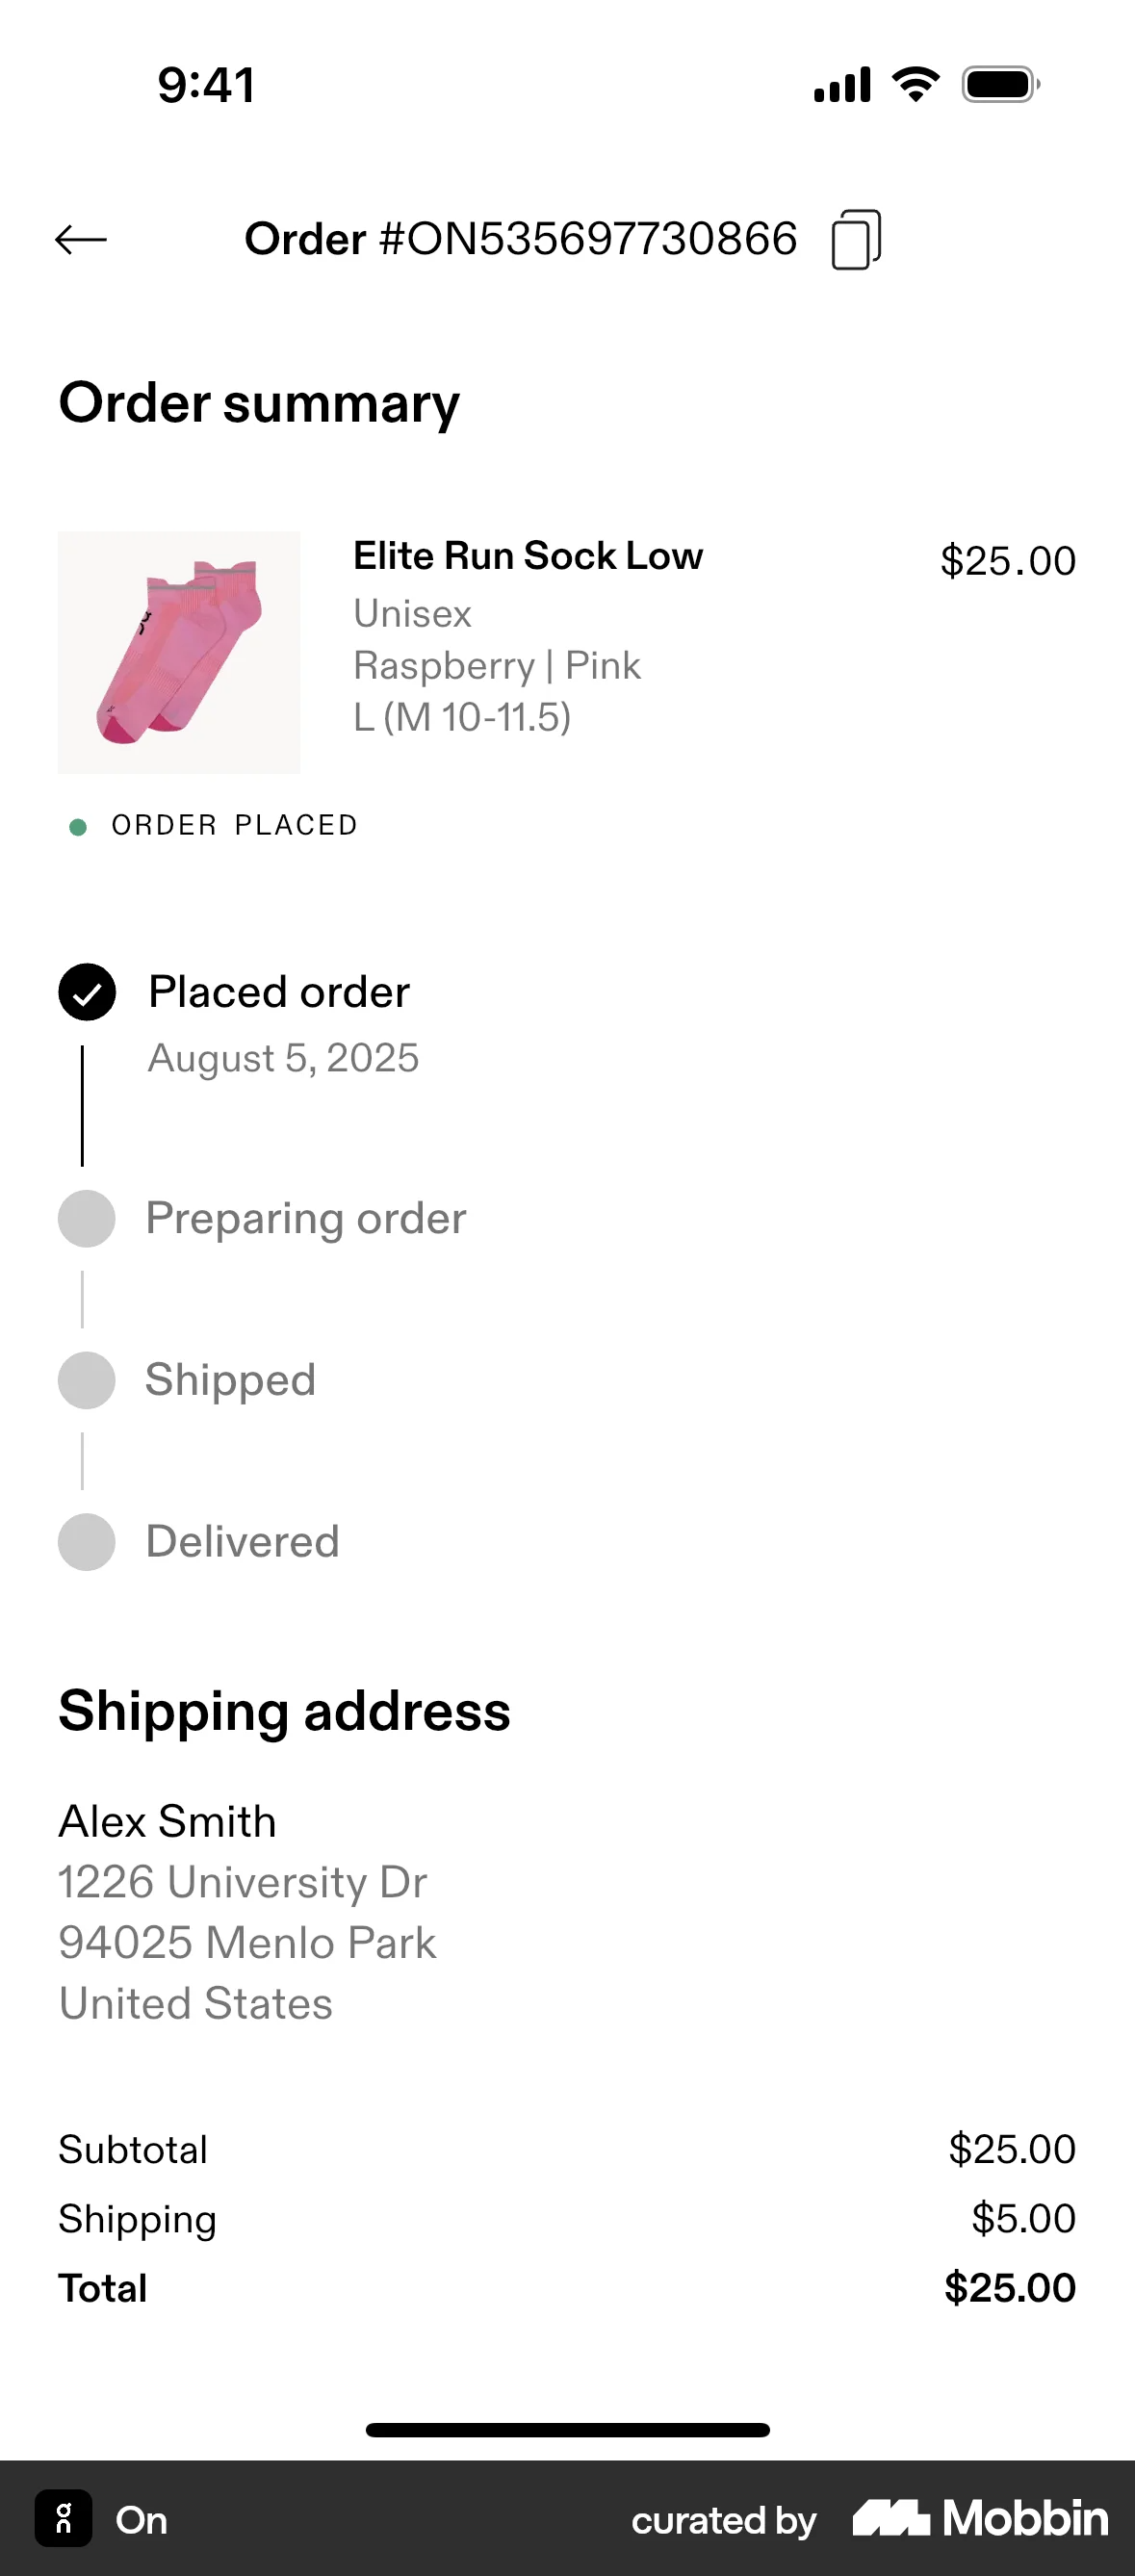 9:41
Order #ON535697730866
Order summary
Elite Run Sock Low
$25.00
Unisex
Raspberry | Pink
L (M 10-11.5)
ORDER PLACED
Placed order
August 5, 2025
Preparing order
Shipped
Delivered
Shipping address
Alex Smith
1226 University Dr
94025 Menlo Park
United States
Subtotal $25.00
Shipping $5.00
Total $25.00
On
curated by Mobbin